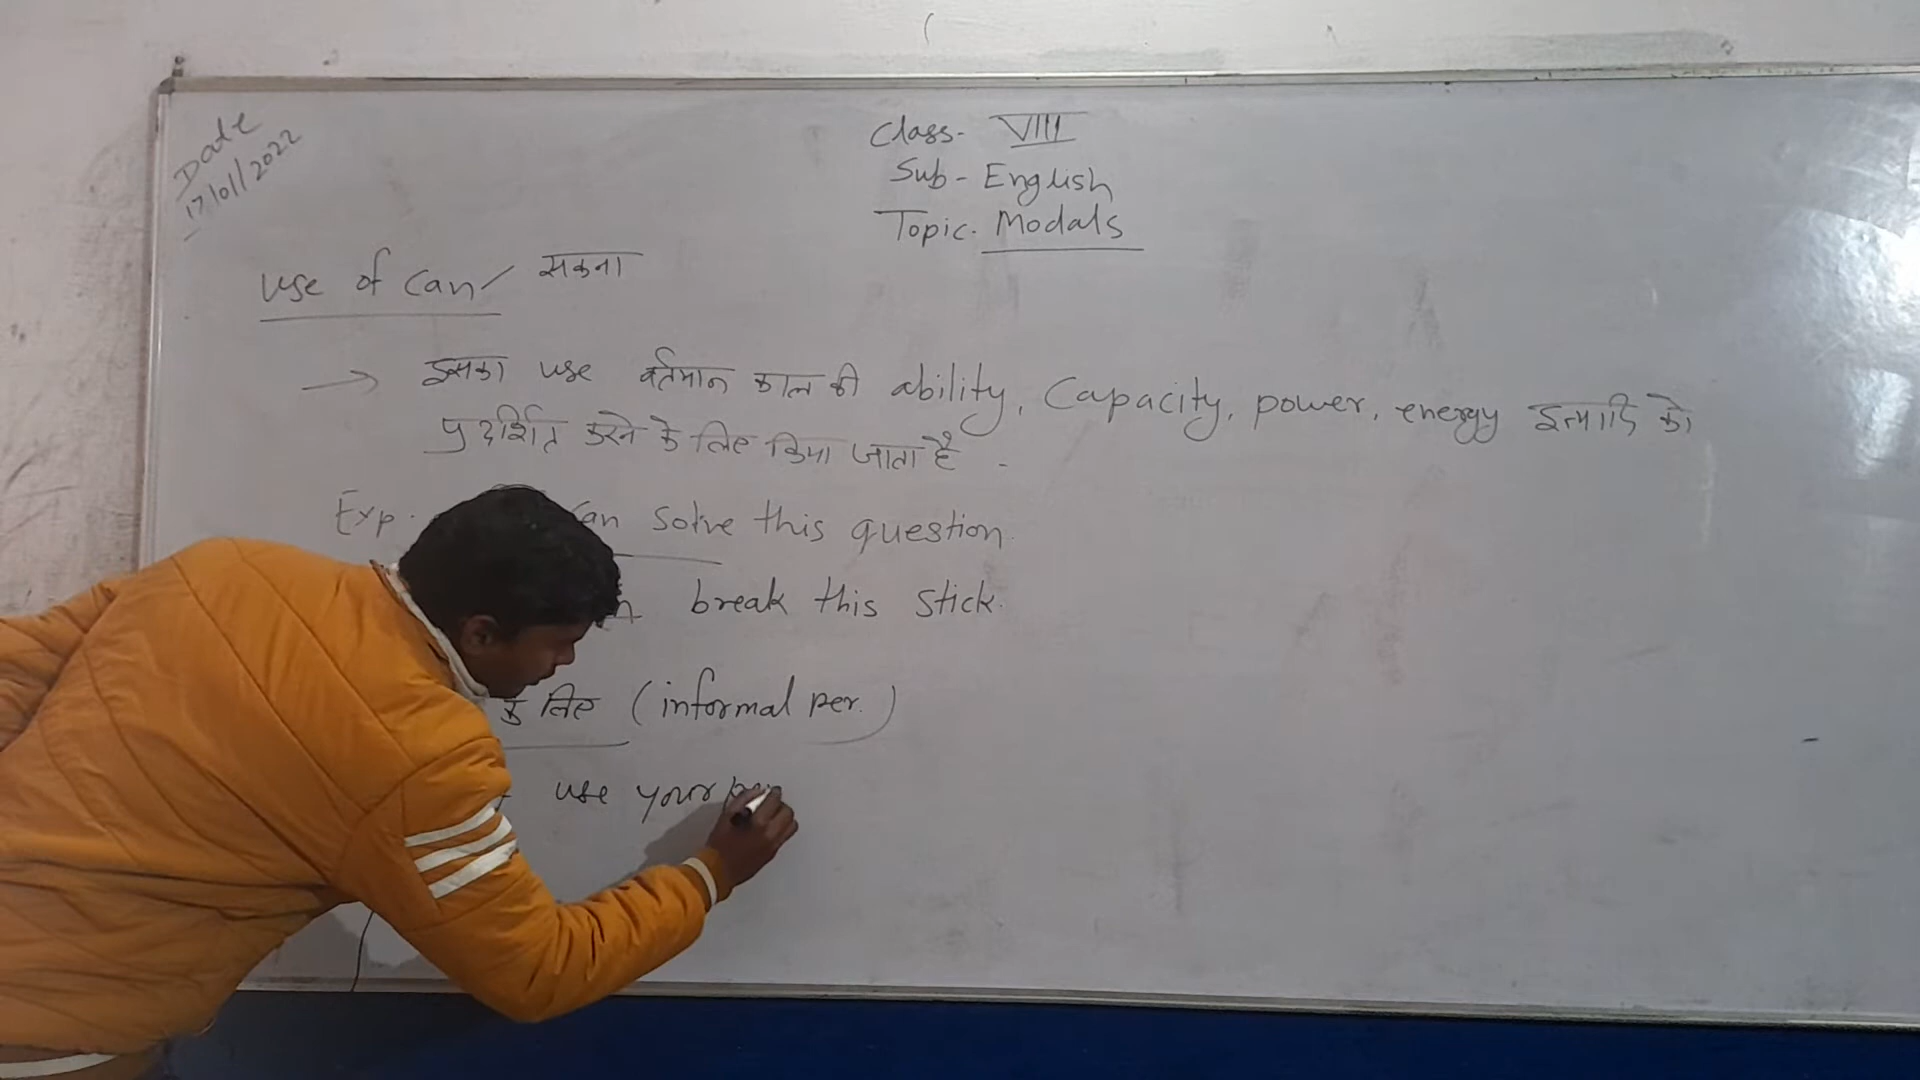 Date
17/01/2022
Class- VIII
Sub- English
Topic. Modals
use of can/ सकना
→ इसका use वर्तमान काल की ability, Capacity, power, energy इत्यादि को
प्रदर्शित करने के लिए किया जाता है .
Exp. can solve this question.
break this stick.
के लिए (informal per.)
use your pen